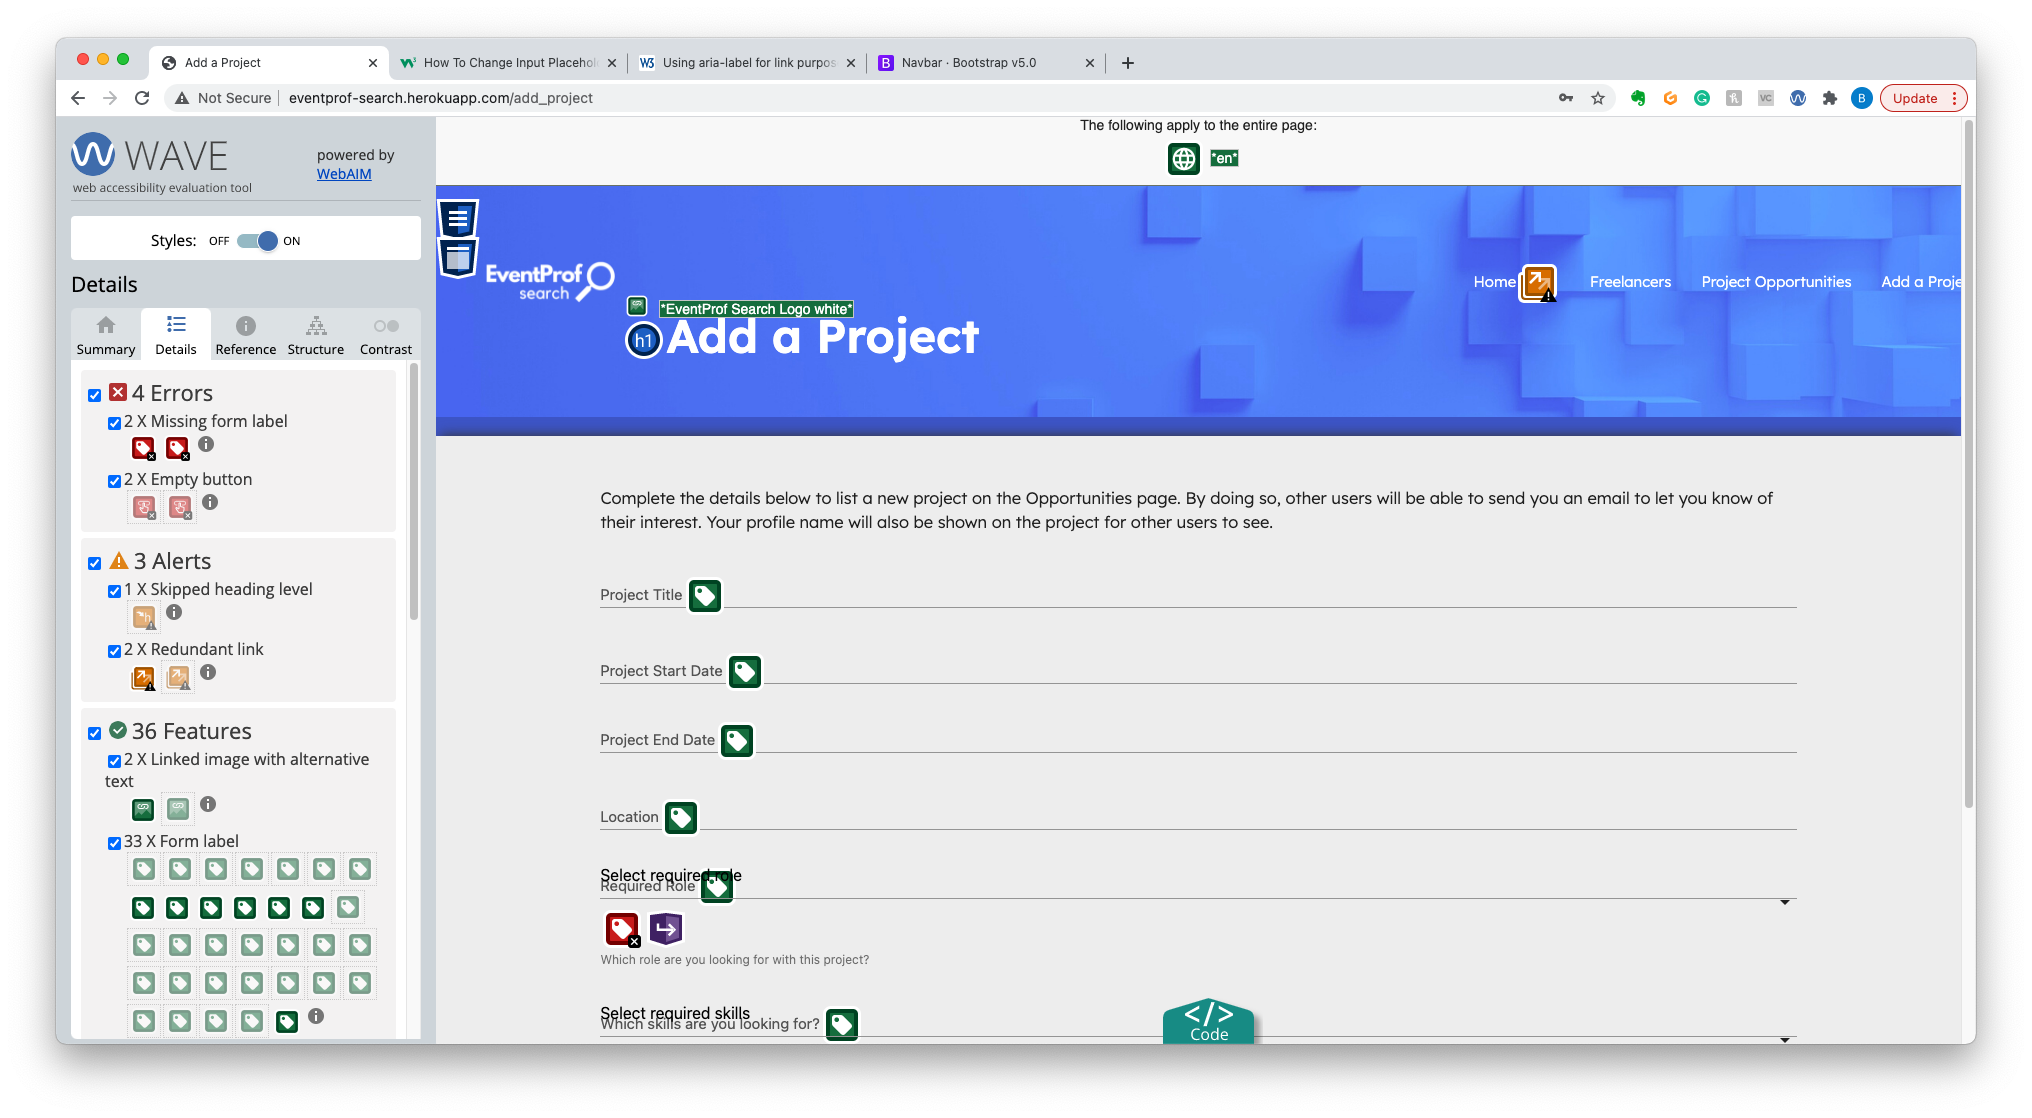 Add a Project
How To Change Input Placehol
W3
Using aria-label for link purpos
B
Navbar · Bootstrap v5.0
Not Secure
eventprof-search.herokuapp.com/add_project
VC
B
Update
WAVE
web accessibility evaluation tool
powered by
WebAIM
Styles: OFF ON
Details
Summary
Details
Reference
Structure
Contrast
4 Errors
2 X Missing form label
2 X Empty button
3 Alerts
1 X Skipped heading level
2 X Redundant link
36 Features
2 X Linked image with alternative
text
33 X Form label
The following apply to the entire page:
*en*
EventProf
search
Home
Freelancers
Project Opportunities
Add a Proje
*EventProf Search Logo white*
h1
Add a Project
Complete the details below to list a new project on the Opportunities page. By doing so, other users will be able to send you an email to let you know of
their interest. Your profile name will also be shown on the project for other users to see.
Project Title
Project Start Date
Project End Date
Location
Select required role
Required Role
Which role are you looking for with this project?
Select required skills
Which skills are you looking for?
</>
Code